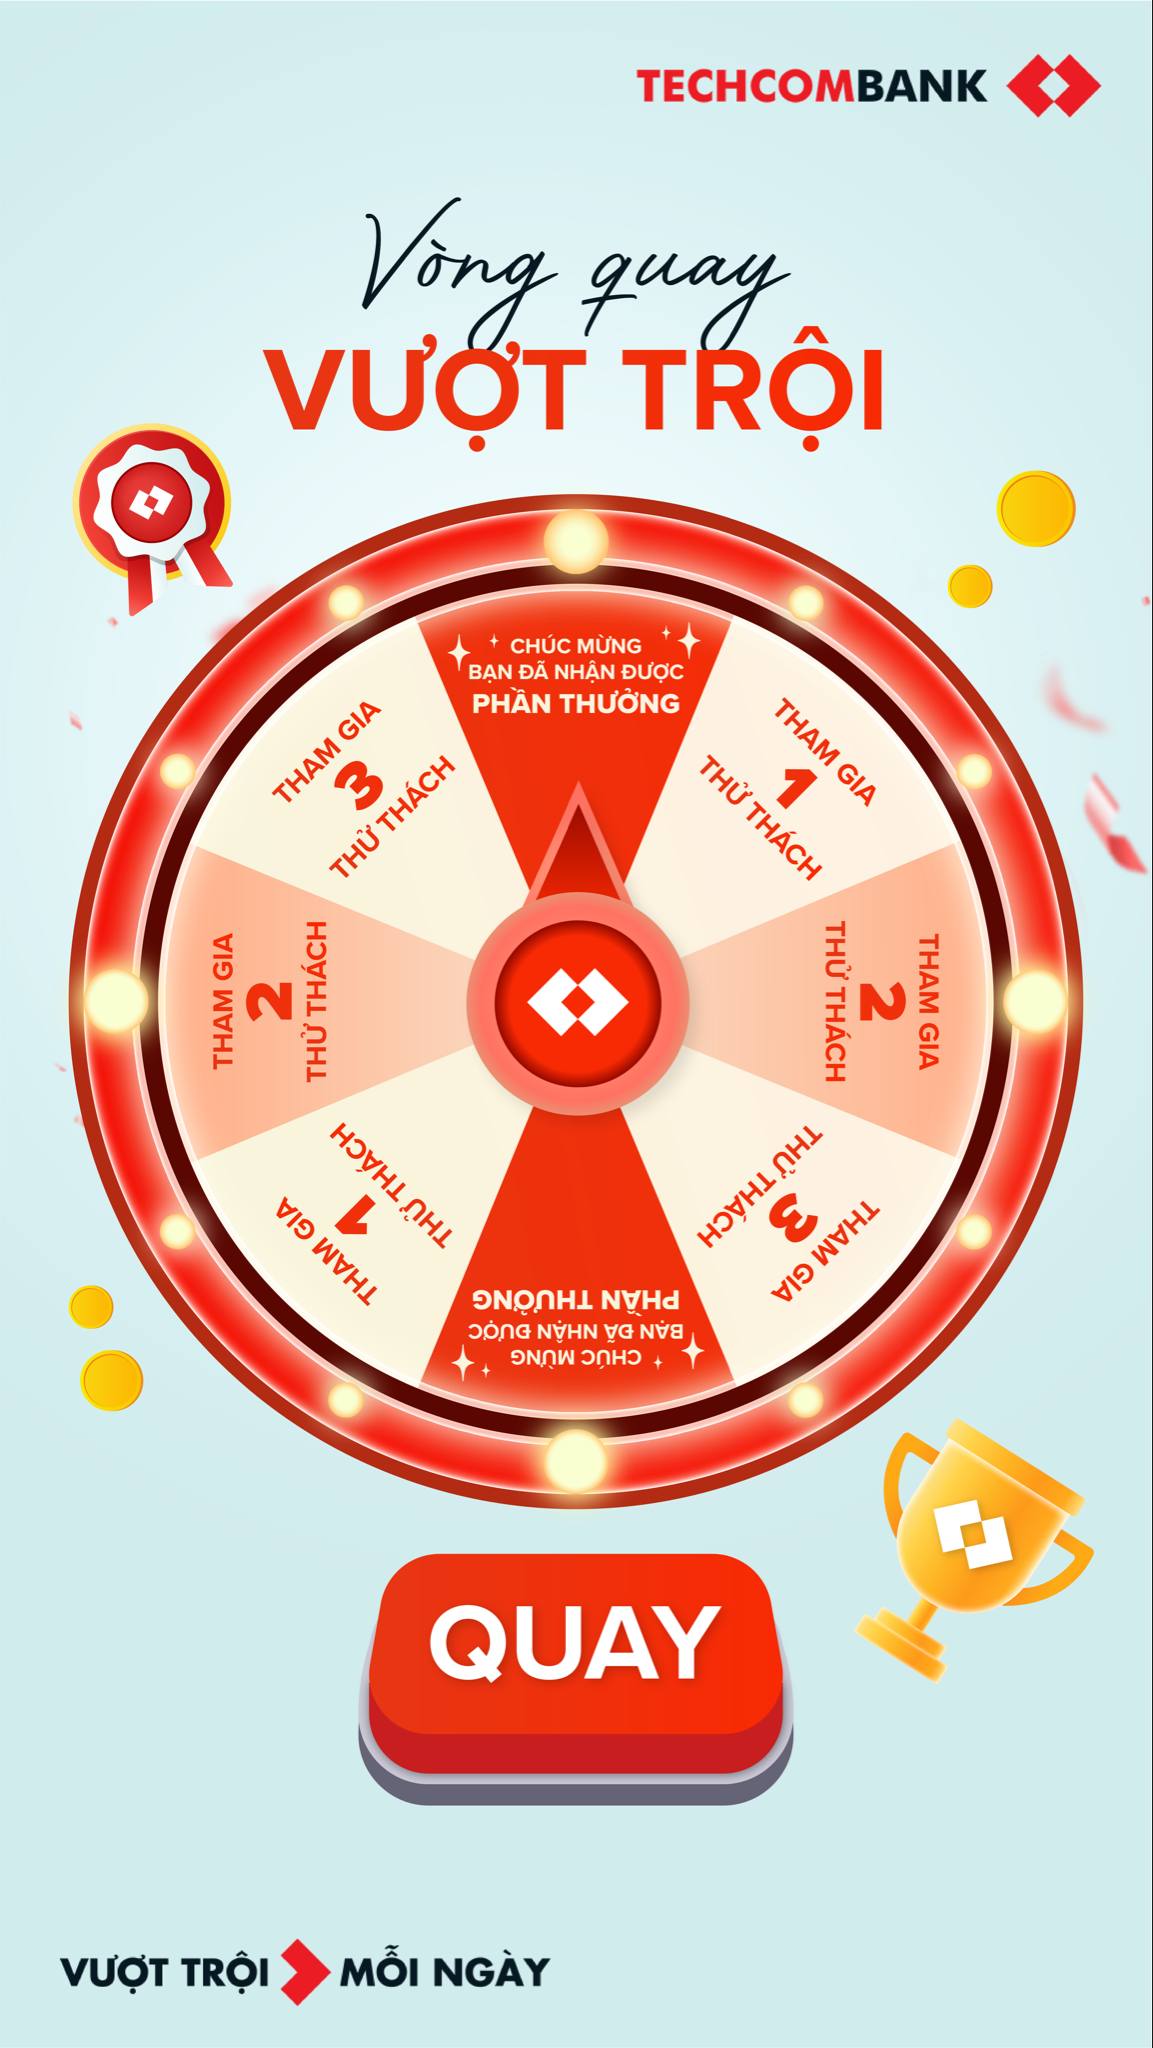 TECHCOMBANK
Vòng quay
VƯỢT TRỘI
CHÚC MỪNG
BẠN ĐÃ NHẬN ĐƯỢC
PHẦN THƯỞNG
THAM GIA
1
THỬ THÁCH
THAM GIA
2
THỬ THÁCH
THAM GIA
3
THỬ THÁCH
CHÚC MỪNG
BẠN ĐÃ NHẬN ĐƯỢC
PHẦN THƯỞNG
THAM GIA
1
THỬ THÁCH
THAM GIA
2
THỬ THÁCH
THAM GIA
3
THỬ THÁCH
QUAY
VƯỢT TRỘI MỖI NGÀY